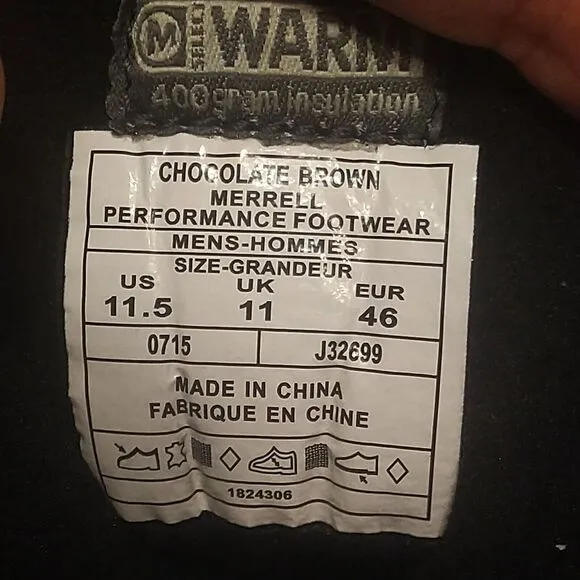 M SELECT WARM
400gram insulation
CHOCOLATE BROWN
MERRELL
PERFORMANCE FOOTWEAR
MENS-HOMMES
SIZE-GRANDEUR
US UK EUR
11.5 11 46
0715 J32699
MADE IN CHINA
FABRIQUE EN CHINE
1824306